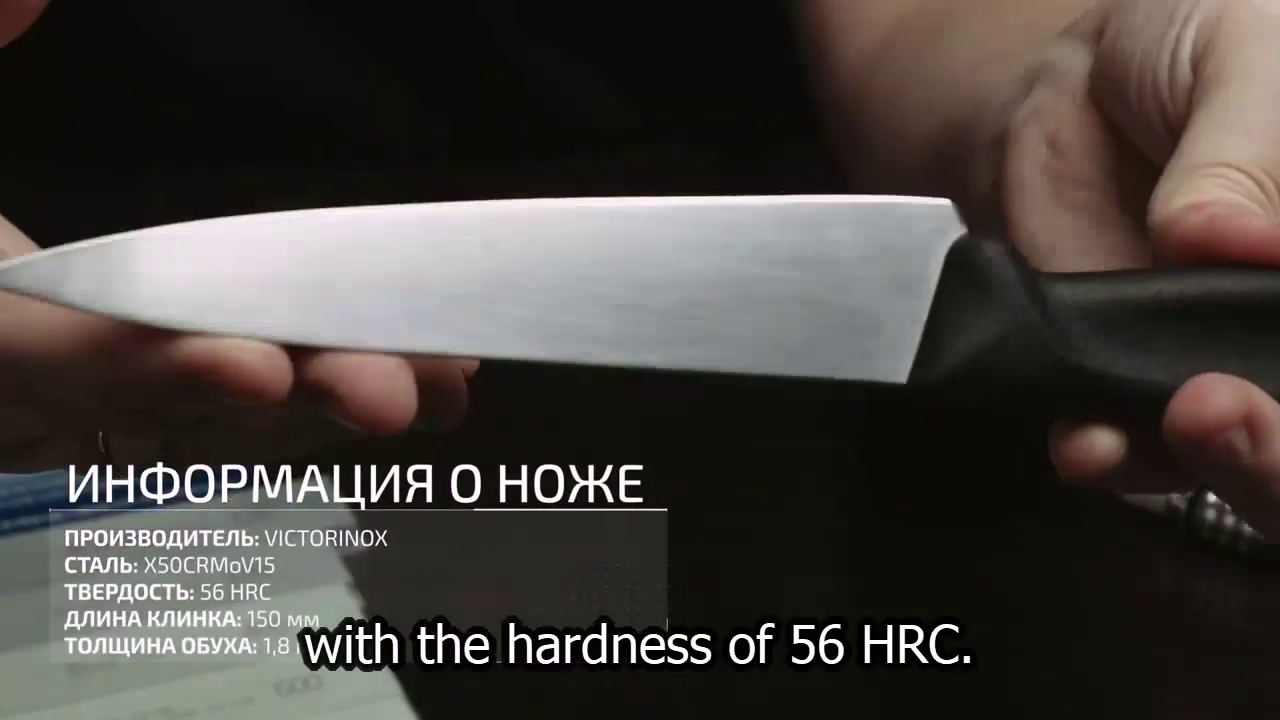 ИНФОРМАЦИЯ О НОЖЕ
ПРОИЗВОДИТЕЛЬ: VICTORINOX
СТАЛЬ: X50CRMoV15
ТВЕРДОСТЬ: 56 HRC
ДЛИНА КЛИНКА: 150 мм
ТОЛЩИНА ОБУХА: 1,8
with the hardness of 56 HRC.
600